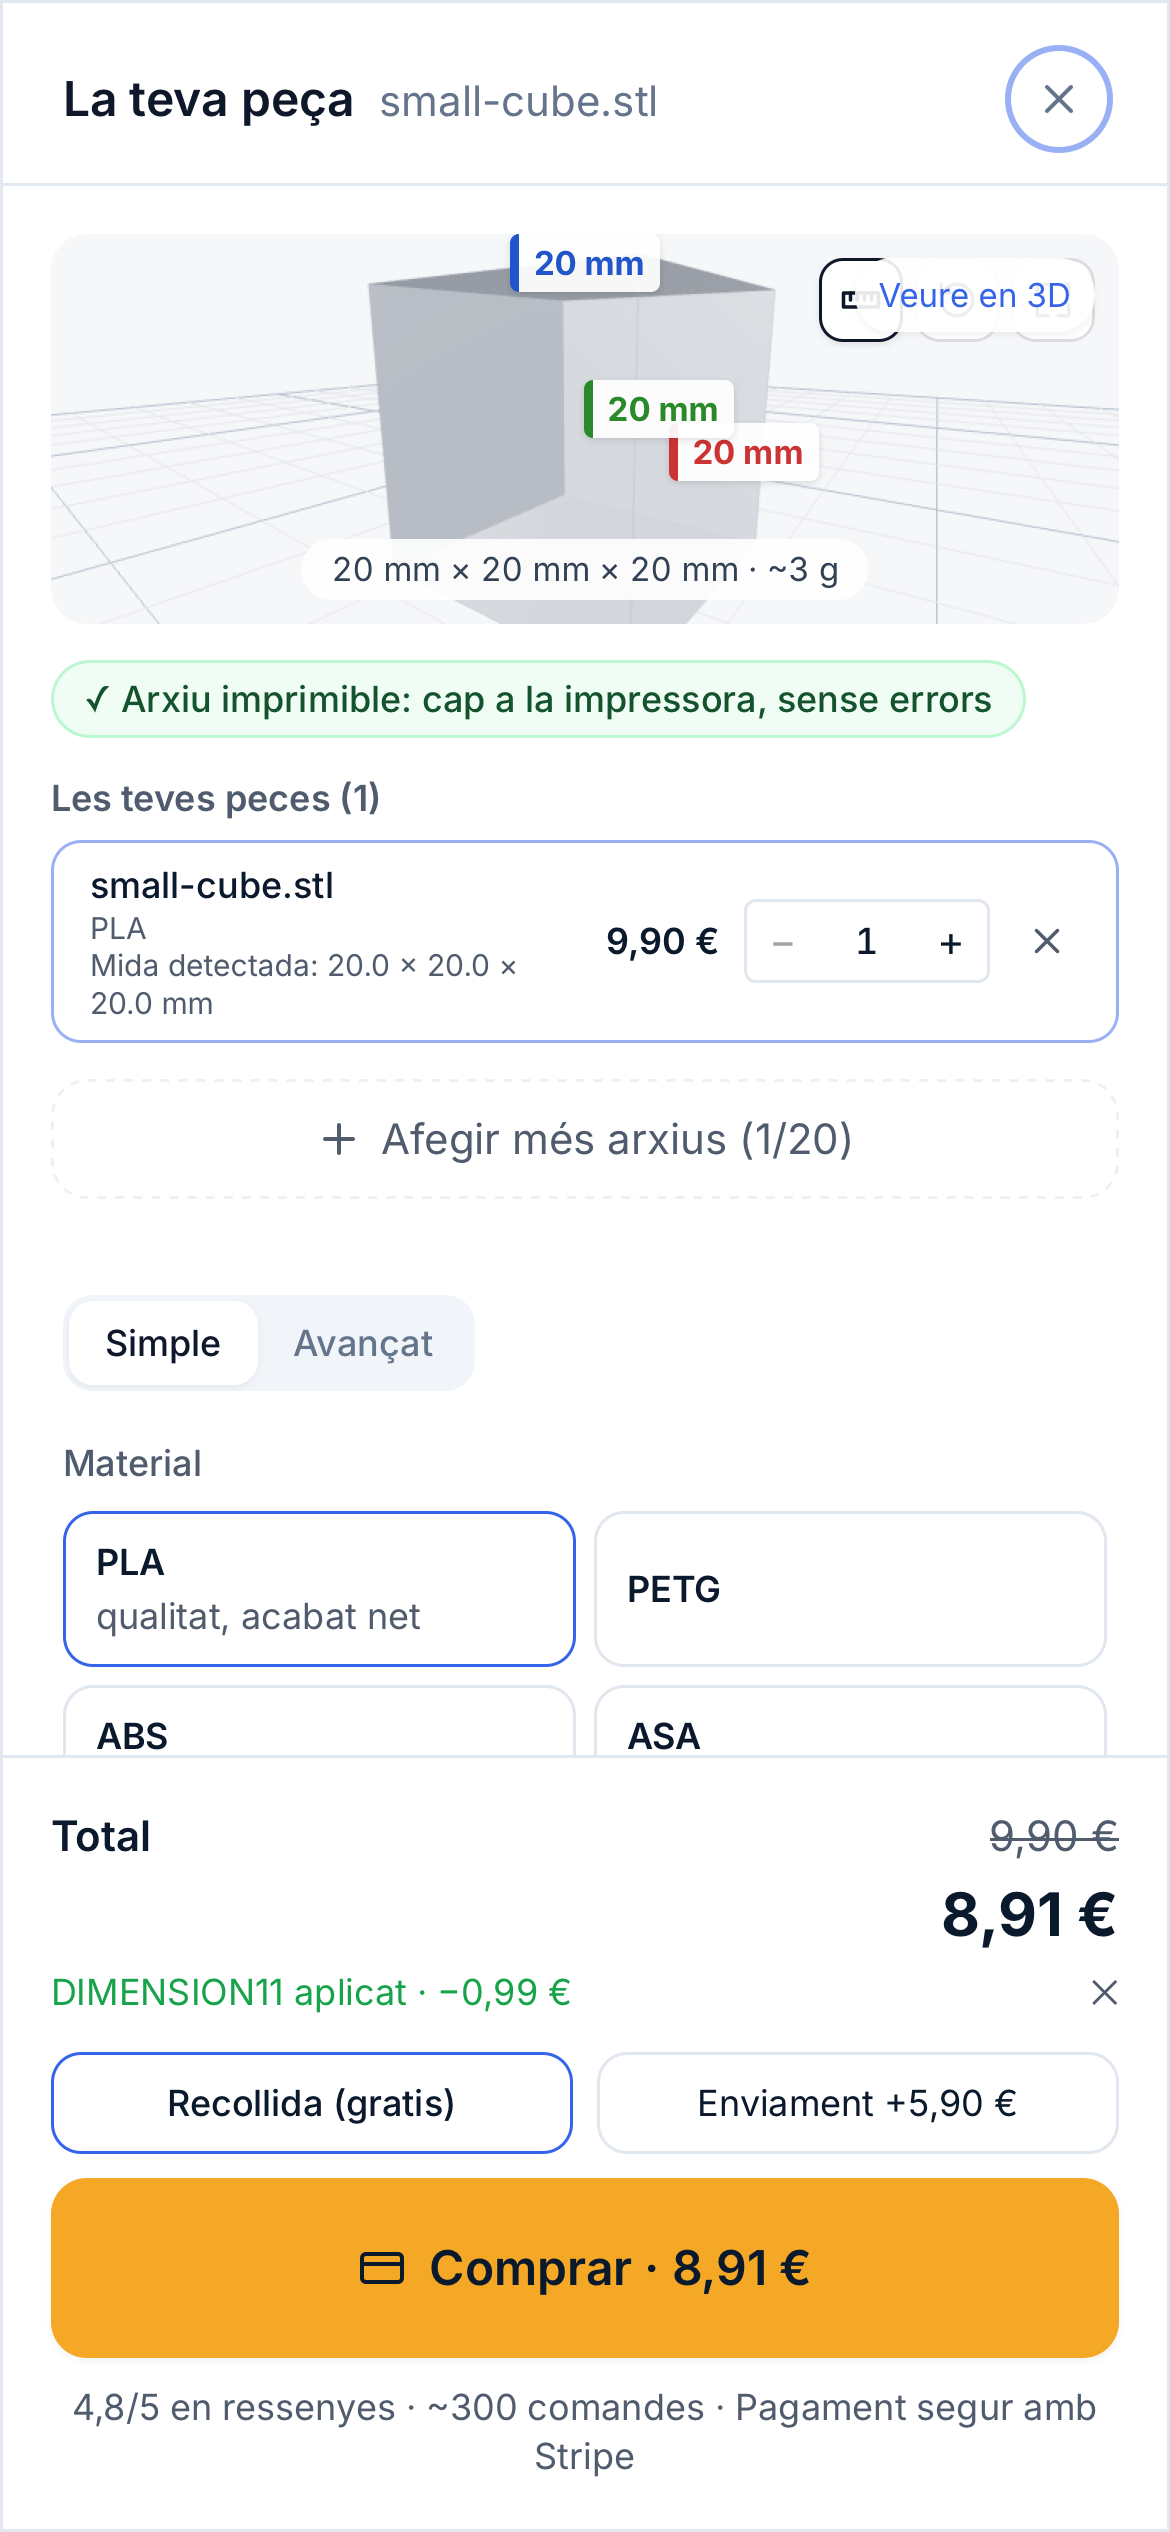 La teva peça small-cube.stl
20 mm
Veure en 3D
20 mm
20 mm
20 mm × 20 mm × 20 mm · ~3 g
✓ Arxiu imprimible: cap a la impressora, sense errors
Les teves peces (1)
small-cube.stl
PLA
Mida detectada: 20.0 × 20.0 ×
20.0 mm
9,90 €
− 1 +
+ Afegir més arxius (1/20)
Simple Avançat
Material
PLA
qualitat, acabat net
PETG
ABS
ASA
Total
9,90 €
8,91 €
DIMENSION11 aplicat · −0,99 €
Recollida (gratis)
Enviament +5,90 €
Comprar · 8,91 €
4,8/5 en ressenyes · ~300 comandes · Pagament segur amb
Stripe